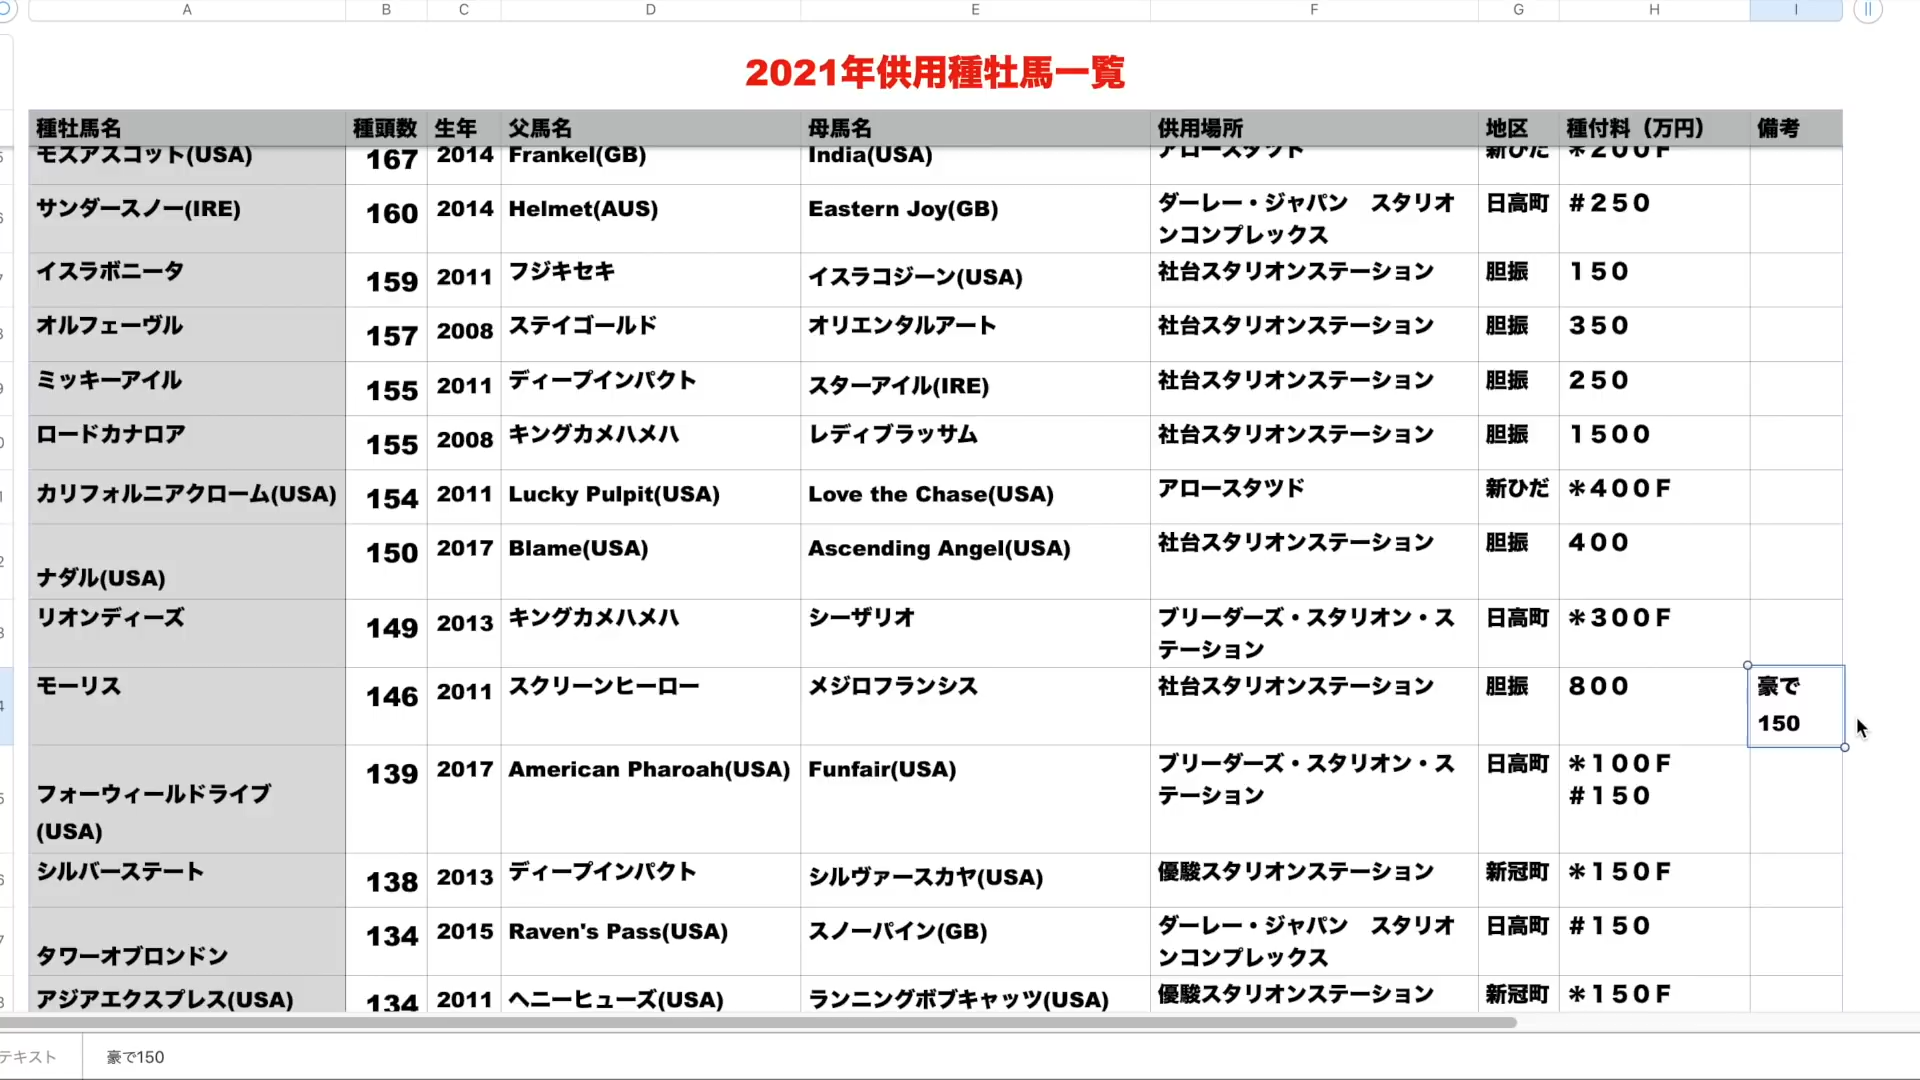 A B C D E F G H I
2021年供用種牡馬一覧
種牡馬名 種頭数 生年 父馬名 母馬名 供用場所 地区 種付料（万円） 備考
モズアスコット(USA) 167 2014 Frankel(GB) India(USA) アロースタツド 新ひだ ＊２００Ｆ
サンダースノー(IRE) 160 2014 Helmet(AUS) Eastern Joy(GB) ダーレー・ジャパン　スタリオ 日高町 ＃２５０
ンコンプレックス
イスラボニータ 159 2011 フジキセキ イスラコジーン(USA) 社台スタリオンステーション 胆振 １５０
オルフェーヴル 157 2008 ステイゴールド オリエンタルアート 社台スタリオンステーション 胆振 ３５０
ミッキーアイル 155 2011 ディープインパクト スターアイル(IRE) 社台スタリオンステーション 胆振 ２５０
ロードカナロア 155 2008 キングカメハメハ レディブラッサム 社台スタリオンステーション 胆振 １５００
カリフォルニアクローム(USA) 154 2011 Lucky Pulpit(USA) Love the Chase(USA) アロースタツド 新ひだ ＊４００Ｆ
ナダル(USA) 150 2017 Blame(USA) Ascending Angel(USA) 社台スタリオンステーション 胆振 ４００
リオンディーズ 149 2013 キングカメハメハ シーザリオ ブリーダーズ・スタリオン・ス 日高町 ＊３００Ｆ
テーション
モーリス 146 2011 スクリーンヒーロー メジロフランシス 社台スタリオンステーション 胆振 ８００ 豪で
150
フォーウィールドライブ 139 2017 American Pharoah(USA) Funfair(USA) ブリーダーズ・スタリオン・ス 日高町 ＊１００Ｆ
(USA) テーション ＃１５０
シルバーステート 138 2013 ディープインパクト シルヴァースカヤ(USA) 優駿スタリオンステーション 新冠町 ＊１５０Ｆ
タワーオブロンドン 134 2015 Raven's Pass(USA) スノーパイン(GB) ダーレー・ジャパン　スタリオ 日高町 ＃１５０
ンコンプレックス
アジアエクスプレス(USA) 134 2011 ヘニーヒューズ(USA) ランニングボブキャッツ(USA) 優駿スタリオンステーション 新冠町 ＊１５０Ｆ
テキスト 豪で150